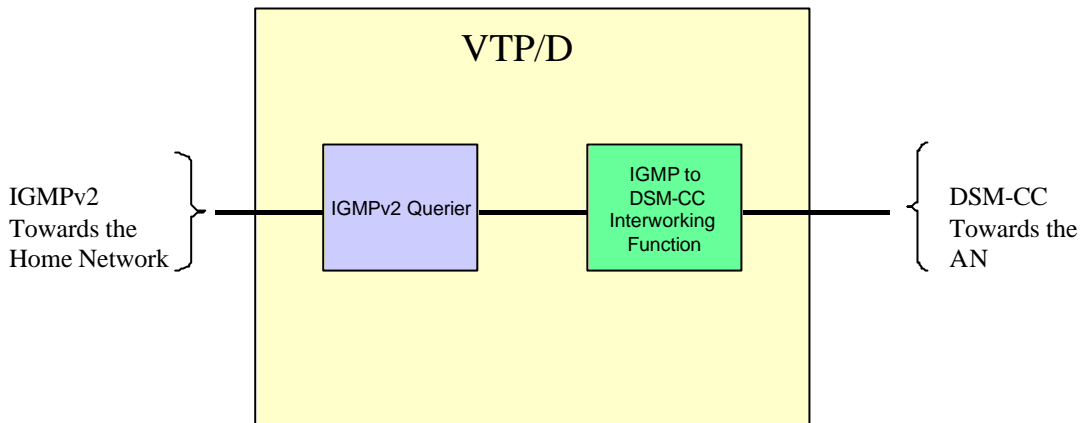 VTP/D
IGMPv2
Towards the
Home Network
IGMPv2 Querier
IGMP to
DSM-CC
Interworking
Function
DSM-CC
Towards the
AN